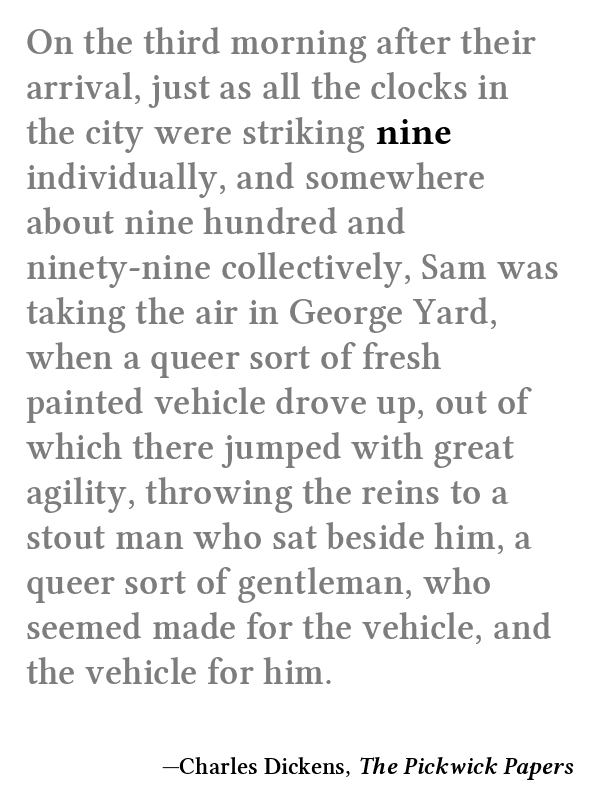 On the third morning after their
arrival, just as all the clocks in
the city were striking nine
individually, and somewhere
about nine hundred and
ninety-nine collectively, Sam was
taking the air in George Yard,
when a queer sort of fresh
painted vehicle drove up, out of
which there jumped with great
agility, throwing the reins to a
stout man who sat beside him, a
queer sort of gentleman, who
seemed made for the vehicle, and
the vehicle for him.
—Charles Dickens, The Pickwick Papers